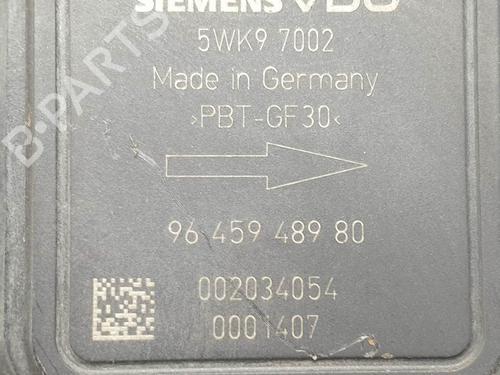 SIEMENS VDO
5WK9 7002
Made in Germany
>PBT-GF30<
96 459 489 80
002034054
0001407
B-PARTS